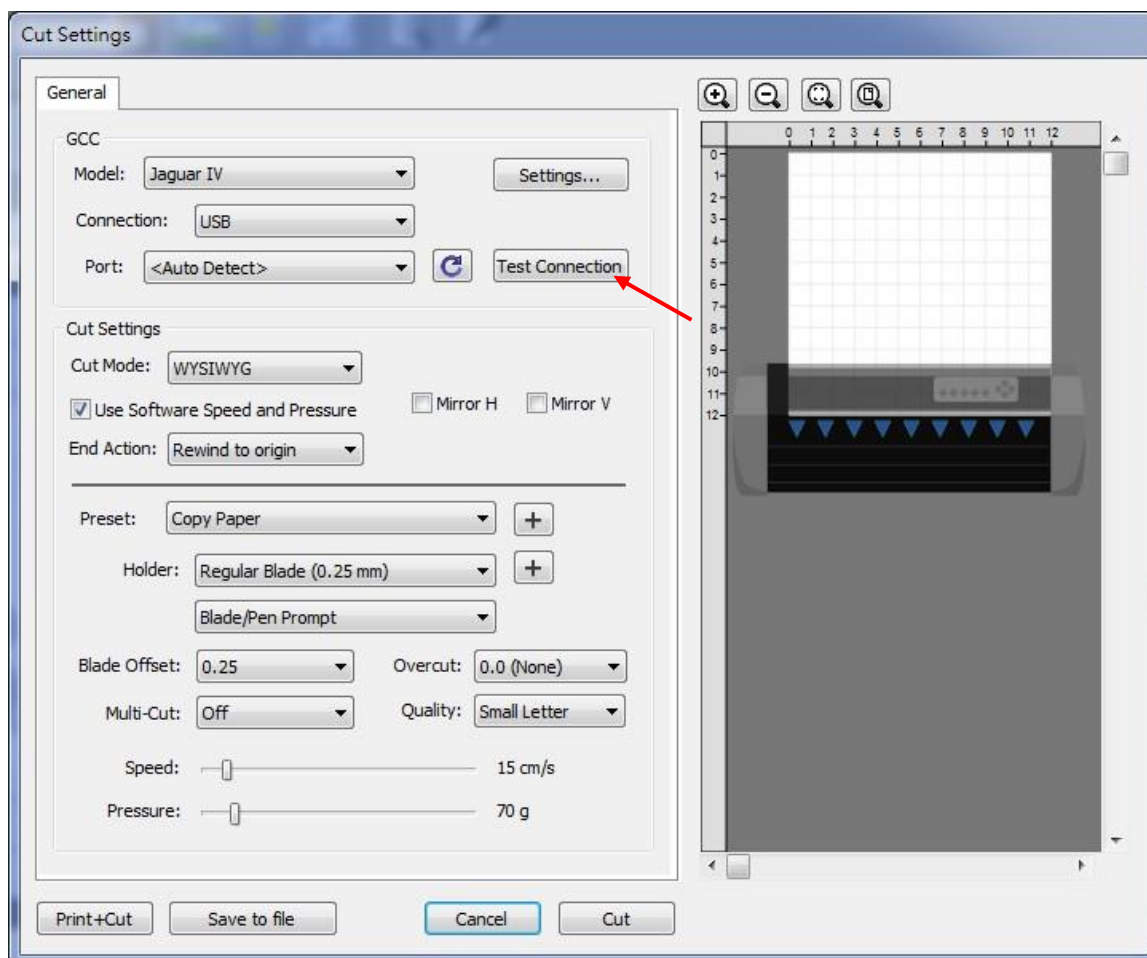 Cut Settings
General
GCC
Model: Jaguar IV Settings...
Connection: USB
Port: <Auto Detect> Test Connection
Cut Settings
Cut Mode: WYSIWYG
Use Software Speed and Pressure Mirror H Mirror V
End Action: Rewind to origin
Preset: Copy Paper +
Holder: Regular Blade (0.25 mm) +
Blade/Pen Prompt
Blade Offset: 0.25 Overcut: 0.0 (None)
Multi-Cut: Off Quality: Small Letter
Speed: 15 cm/s
Pressure: 70 g
Print+Cut Save to file Cancel Cut
0 1 2 3 4 5 6 7 8 9 10 11 12
0
1
2
3
4
5
6
7
8
9
10
11
12